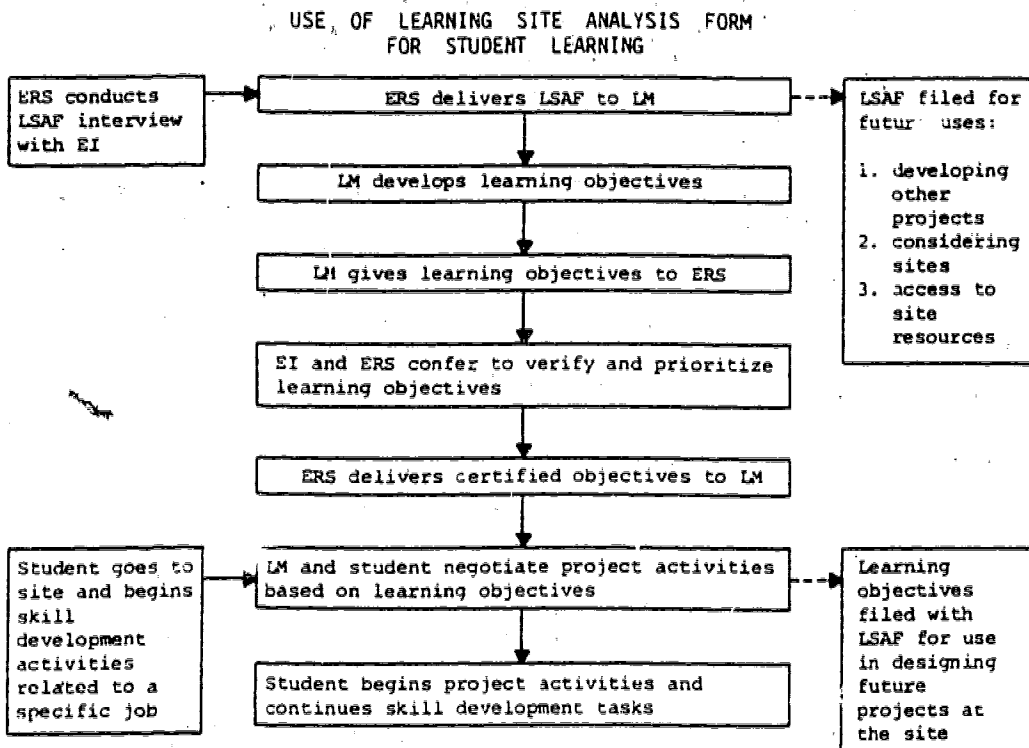 USE OF LEARNING SITE ANALYSIS FORM
FOR STUDENT LEARNING
ERS conducts
LSAF interview
with EI
ERS delivers LSAF to LM
LSAF filed for
futur uses:
1. developing
other
projects
2. considering
sites
3. access to
site
resources
LM develops learning objectives
LM gives learning objectives to ERS
EI and ERS confer to verify and prioritize
learning objectives
ERS delivers certified objectives to LM
Student goes to
site and begins
skill
development
activities
related to a
specific job
LM and student negotiate project activities
based on learning objectives
Learning
objectives
filed with
LSAF for use
in designing
future
projects at
the site
Student begins project activities and
continues skill development tasks